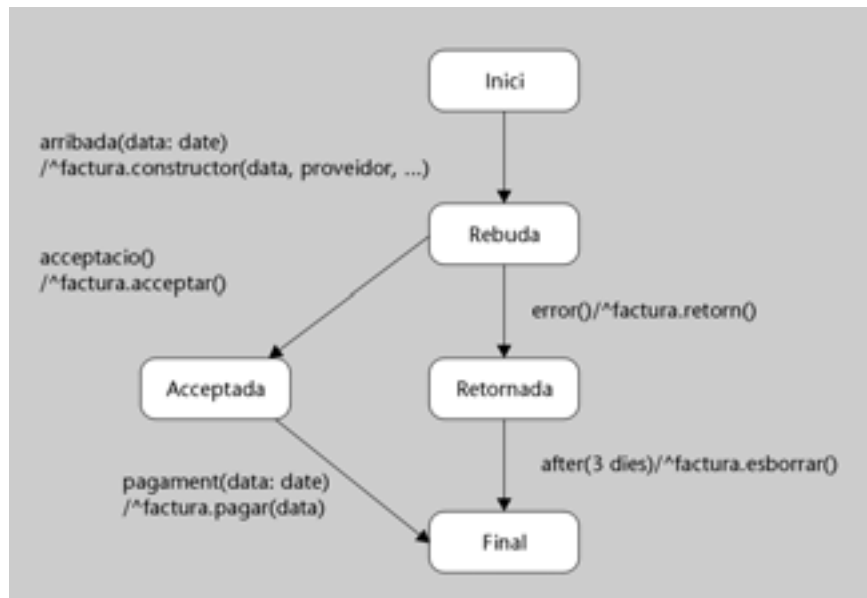 Inici
arribada(data: date)
/^factura.constructor(data, proveidor, ...)
Rebuda
acceptacio()
/^factura.acceptar()
error()/^factura.retorn()
Acceptada
Retornada
after(3 dies)/^factura.esborrar()
pagament(data: date)
/^factura.pagar(data)
Final